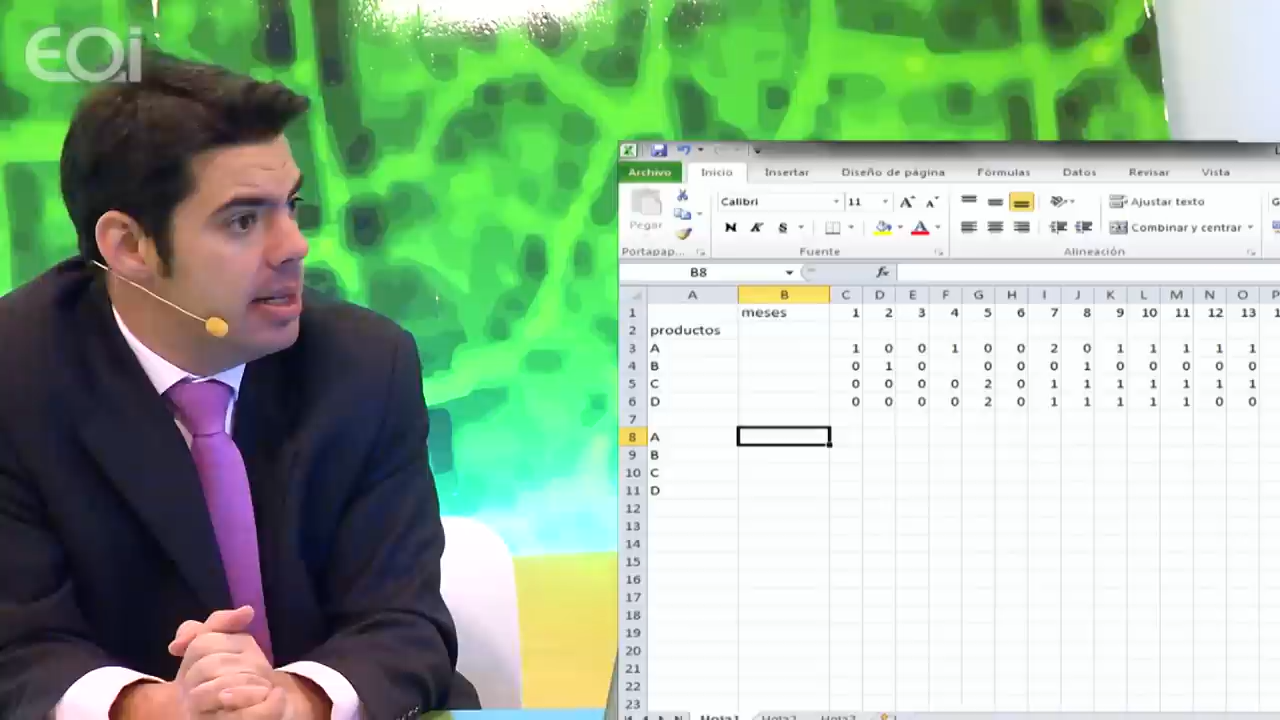 EOi
Archivo Inicio Insertar Diseño de página Fórmulas Datos Revisar Vista
Calibri 11
Pegar
N K S
Ajustar texto
Combinar y centrar
Portapap... Fuente Alineación
B8 fx
A B C D E F G H I J K L M N O P
1 meses 1 2 3 4 5 6 7 8 9 10 11 12 13 1
2 productos
3 A 1 0 0 1 0 0 2 0 1 1 1 1 1
4 B 0 1 0 0 0 0 1 0 0 0 0 0
5 C 0 0 0 0 2 0 1 1 1 1 1 1 1
6 D 0 0 0 0 2 0 1 1 1 1 1 0 0
7
8 A
9 B
10 C
11 D
12
13
14
15
16
17
18
19
20
21
22
23
Hoja1 Hoja2 Hoja3